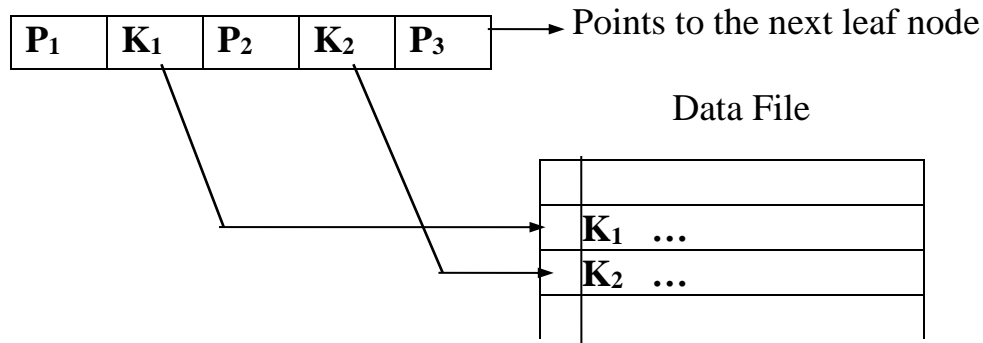 P₁ K₁ P₂ K₂ P₃ Points to the next leaf node
Data File
K₁ ...
K₂ ...